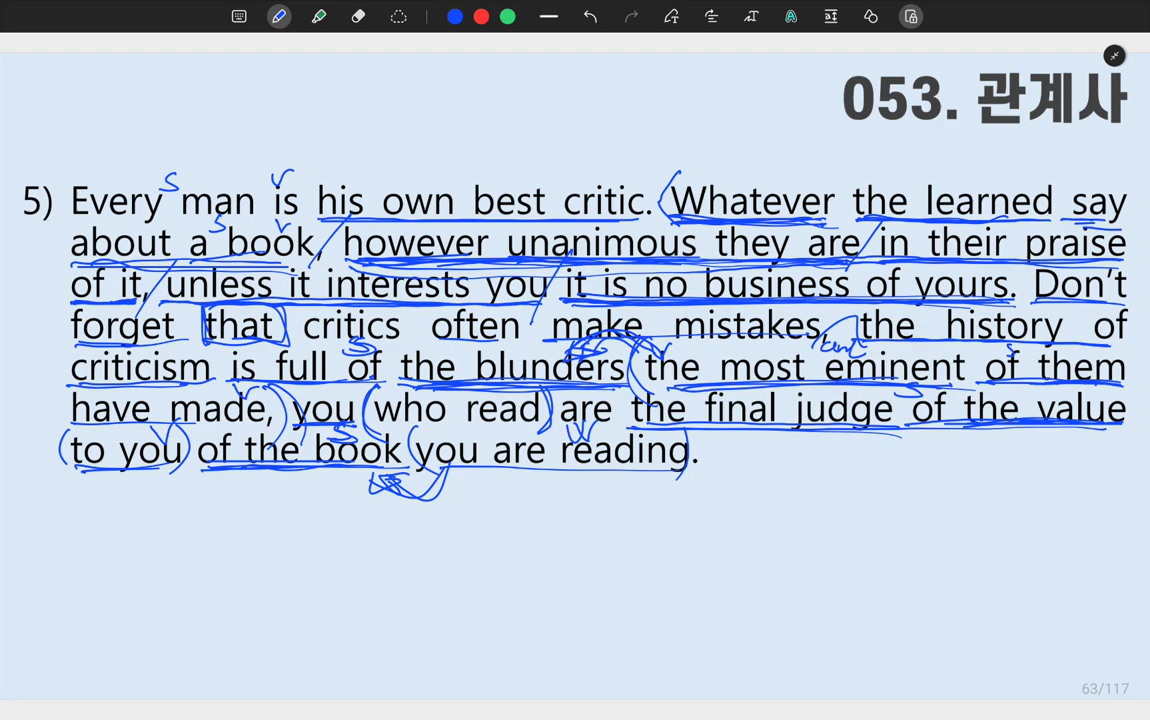 053. 관계사
s v
5) Every man is his own best critic. Whatever the learned say
s v
about a book, however unanimous they are in their praise
of it, unless it interests you it is no business of yours. Don't
forget that critics often make mistakes, the history of
s v s
criticism is full of the blunders the most eminent of them
v s
have made, you who read are the final judge of the value
v s v
to you of the book you are reading.
63/117